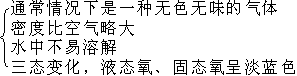 通常情况下是一种无色无味的气体
密度比空气略大
水中不易溶解
三态变化，液态氧、固态氧呈淡蓝色